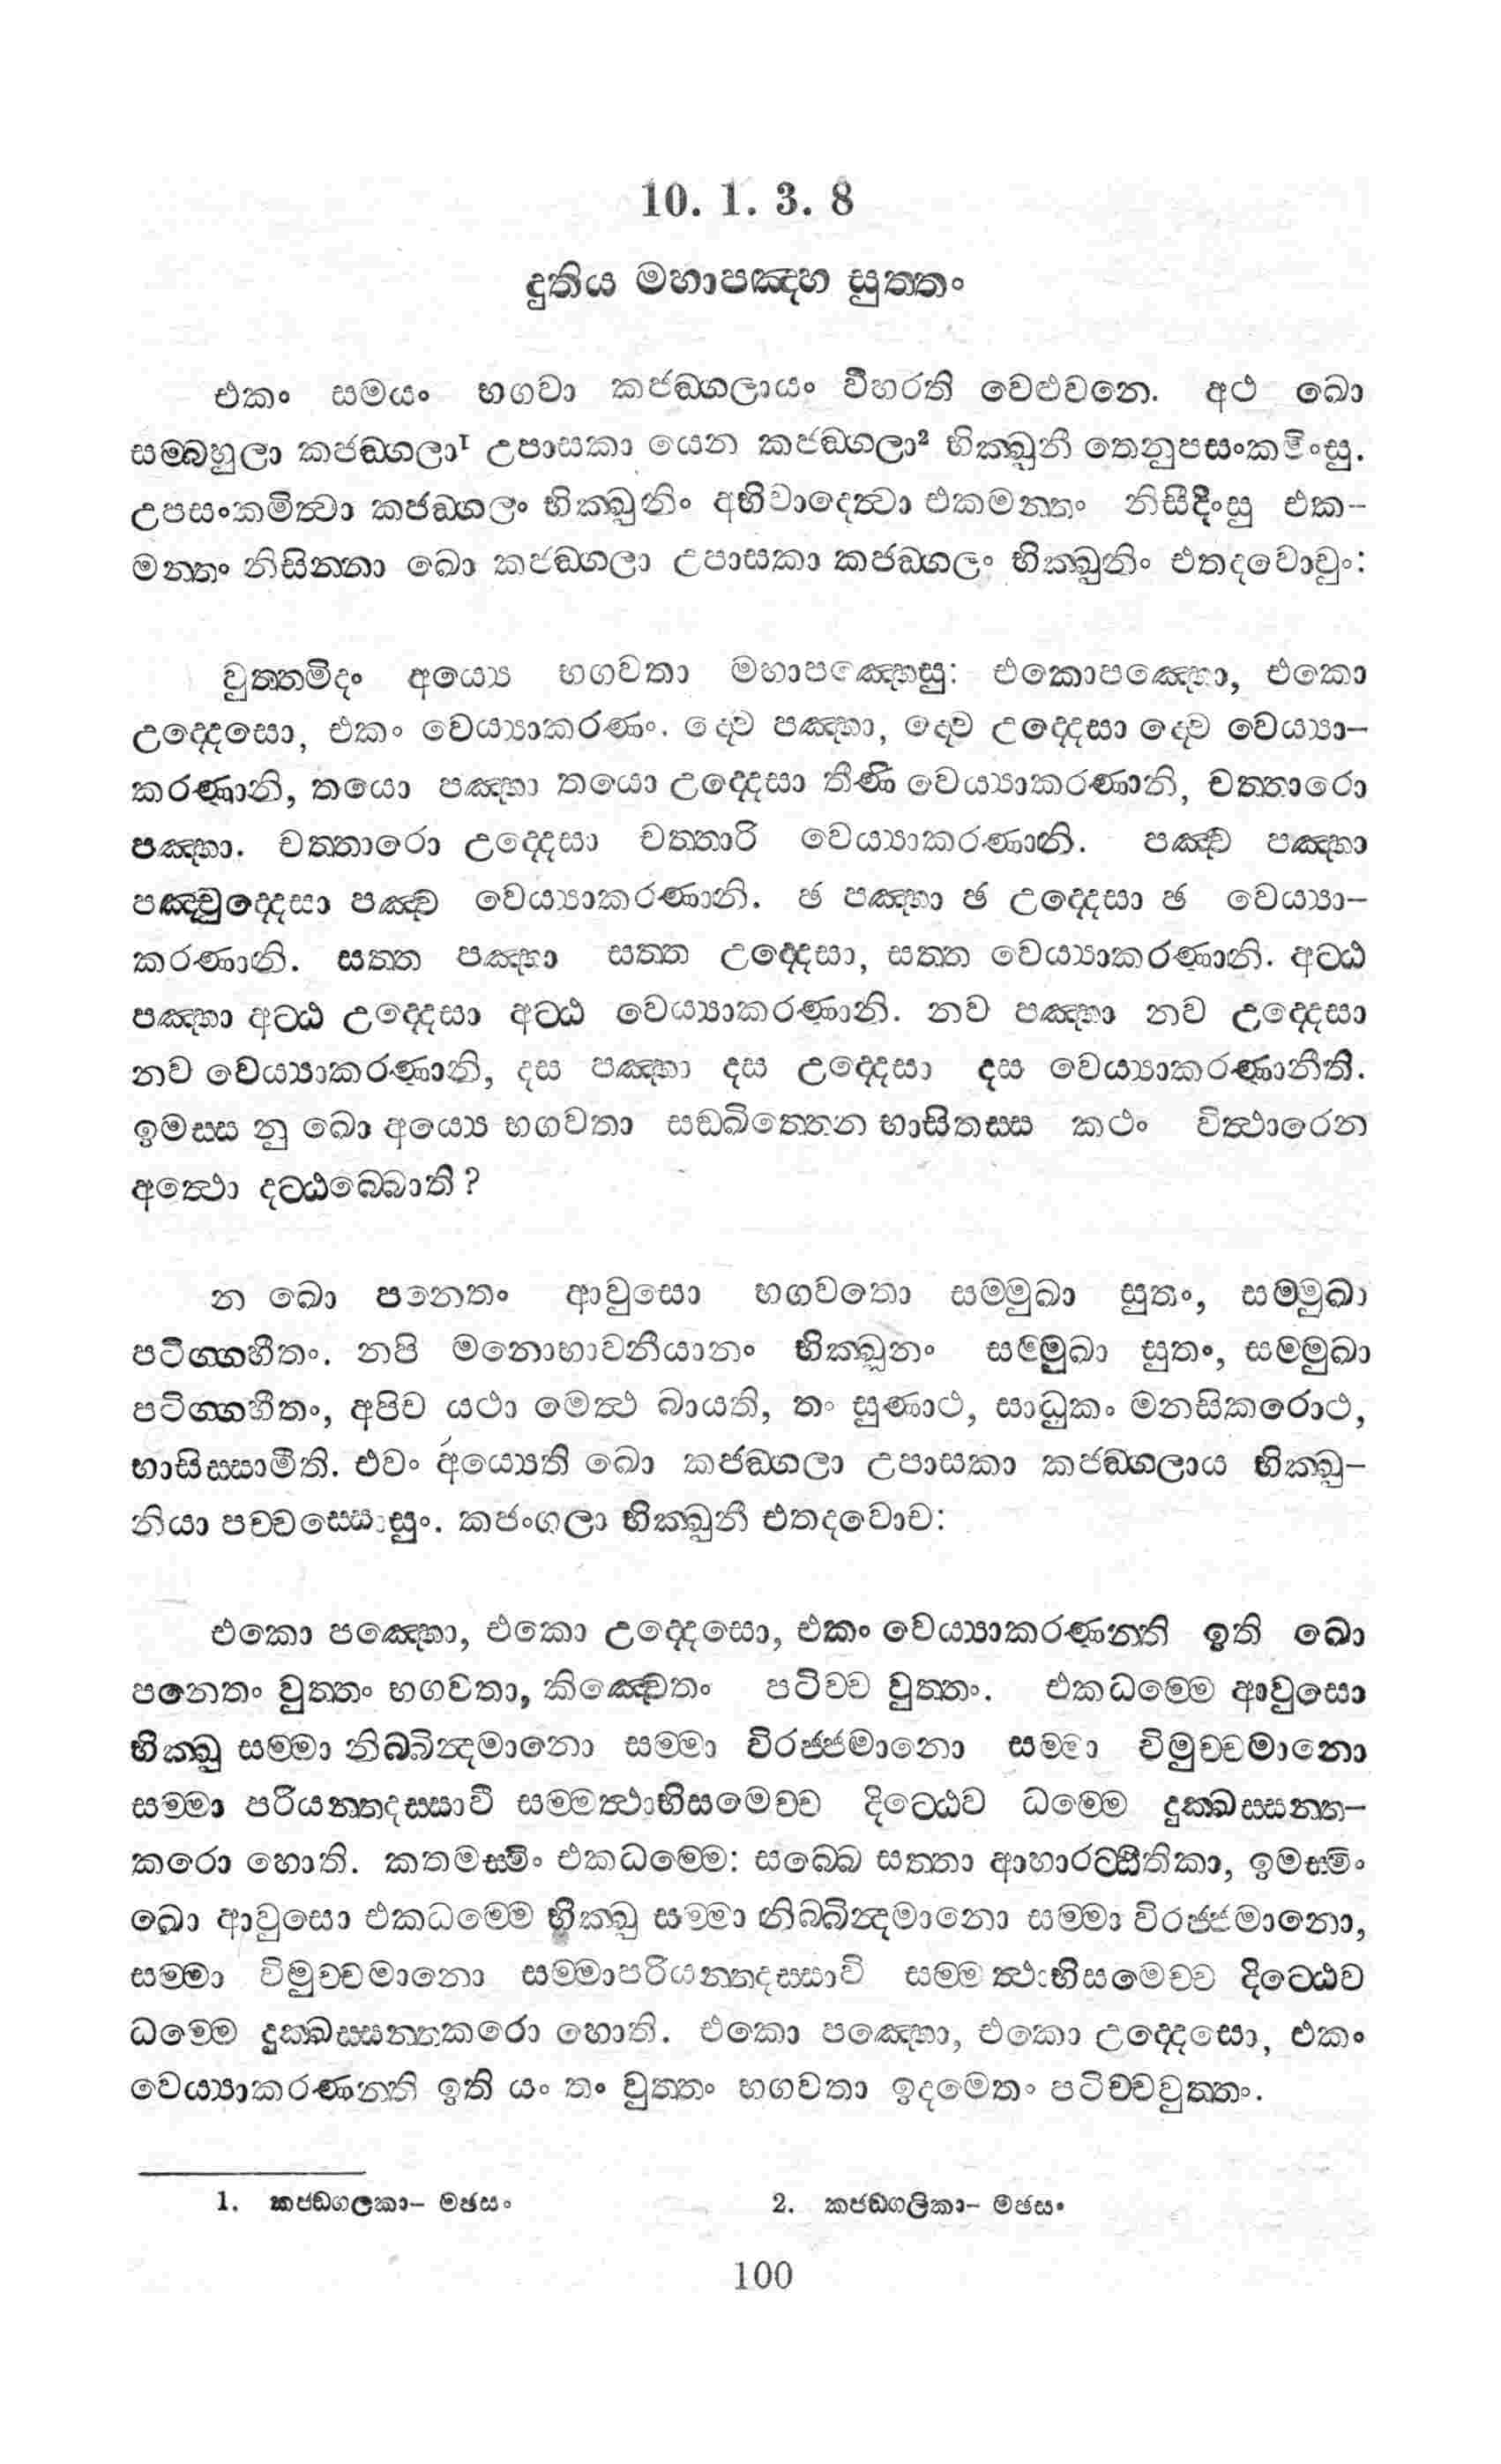 10. 1. 3. 8
දුතිය මහාපඤ්හ සුත්තං
එකං සමයං භගවා කජඞ්ගලායං විහරති වෙළුවනෙ. අථ ඛො
සම්බහුලා කජඞ්ගලා¹ උපාසකා යෙන කජඞ්ගලා² භික්ඛුනී තෙනුපසංකමිංසු.
උපසංකමිත්වා කජඞ්ගලං භික්ඛුනිං අභිවාදෙත්වා එකමන්තං නිසීදිංසු එක-
මන්තං නිසින්නා ඛො කජඞ්ගලා උපාසකා කජඞ්ගලං භික්ඛුනිං එතදවොචුං:
වුත්තමිදං අය්යෙ භගවතා මහාපඤ්හෙසු: එකොපඤ්හො, එකො
උද්දෙසො, එකං වෙය්යාකරණං. ද්වෙ පඤ්හා, ද්වෙ උද්දෙසා ද්වෙ වෙය්යා-
කරණානි, තයො පඤ්හා තයො උද්දෙසා තීණි වෙය්යාකරණානි, චත්තාරො
පඤ්හා. චත්තාරො උද්දෙසා චත්තාරි වෙය්යාකරණානි. පඤ්ච පඤ්හා
පඤ්චුද්දෙසා පඤ්ච වෙය්යාකරණානි. ඡ පඤ්හා ඡ උද්දෙසා ඡ වෙය්යා-
කරණානි. සත්ත පඤ්හා සත්ත උද්දෙසා, සත්ත වෙය්යාකරණානි. අට්ඨ
පඤ්හා අට්ඨ උද්දෙසා අට්ඨ වෙය්යාකරණානි. නව පඤ්හා නව උද්දෙසා
නව වෙය්යාකරණානි, දස පඤ්හා දස උද්දෙසා දස වෙය්යාකරණානීති.
ඉමස්ස නු ඛො අය්යෙ භගවතා සඞ්ඛිත්තෙන භාසිතස්ස කථං විත්ථාරෙන
අත්ථො දට්ඨබ්බොති?
න ඛො පනෙතං ආවුසො භගවතො සම්මුඛා සුතං, සම්මුඛා
පටිග්ගහීතං. නපි මනොභාවනීයානං භික්ඛූනං සම්මුඛා සුතං, සම්මුඛා
පටිග්ගහීතං, අපිච යථා මෙත්ථ ඛායති, තං සුණාථ, සාධුකං මනසිකරොථ,
භාසිස්සාමීති. එවං අය්යෙති ඛො කජඞ්ගලා උපාසකා කජඞ්ගලාය භික්ඛු-
නියා පච්චස්සොසුං. කජංගලා භික්ඛුනී එතදවොච:
එකො පඤ්හො, එකො උද්දෙසො, එකං වෙය්යාකරණන්ති ඉති ඛො
පනෙතං වුත්තං භගවතා, කිඤ්චෙතං පටිච්ච වුත්තං. එකධම්මෙ ආවුසො
භික්ඛු සම්මා නිබ්බින්දමානො සම්මා විරජ්ජමානො සම්මා විමුච්චමානො
සම්මා පරියන්තදස්සාවී සම්මත්ථාභිසමෙච්ච දිට්ඨෙව ධම්මෙ දුක්ඛස්සන්ත-
කරො හොති. කතමස්මිං එකධම්මෙ: සබ්බෙ සත්තා ආහාරට්ඨිතිකා, ඉමස්මිං
ඛො ආවුසො එකධම්මෙ භික්ඛු සම්මා නිබ්බින්දමානො සම්මා විරජ්ජමානො,
සම්මා විමුච්චමානො සම්මාපරියන්තදස්සාවි සම්මත්ථාභිසමෙච්ච දිට්ඨෙව
ධම්මෙ දුක්ඛස්සන්තකරො හොති. එකො පඤ්හො, එකො උද්දෙසො, එකං
වෙය්යාකරණන්ති ඉති යං තං වුත්තං භගවතා ඉදමෙතං පටිච්චවුත්තං.
1. කජඞගලකා- මඡසං 2. කජඞගලිකා- මඡසං
100